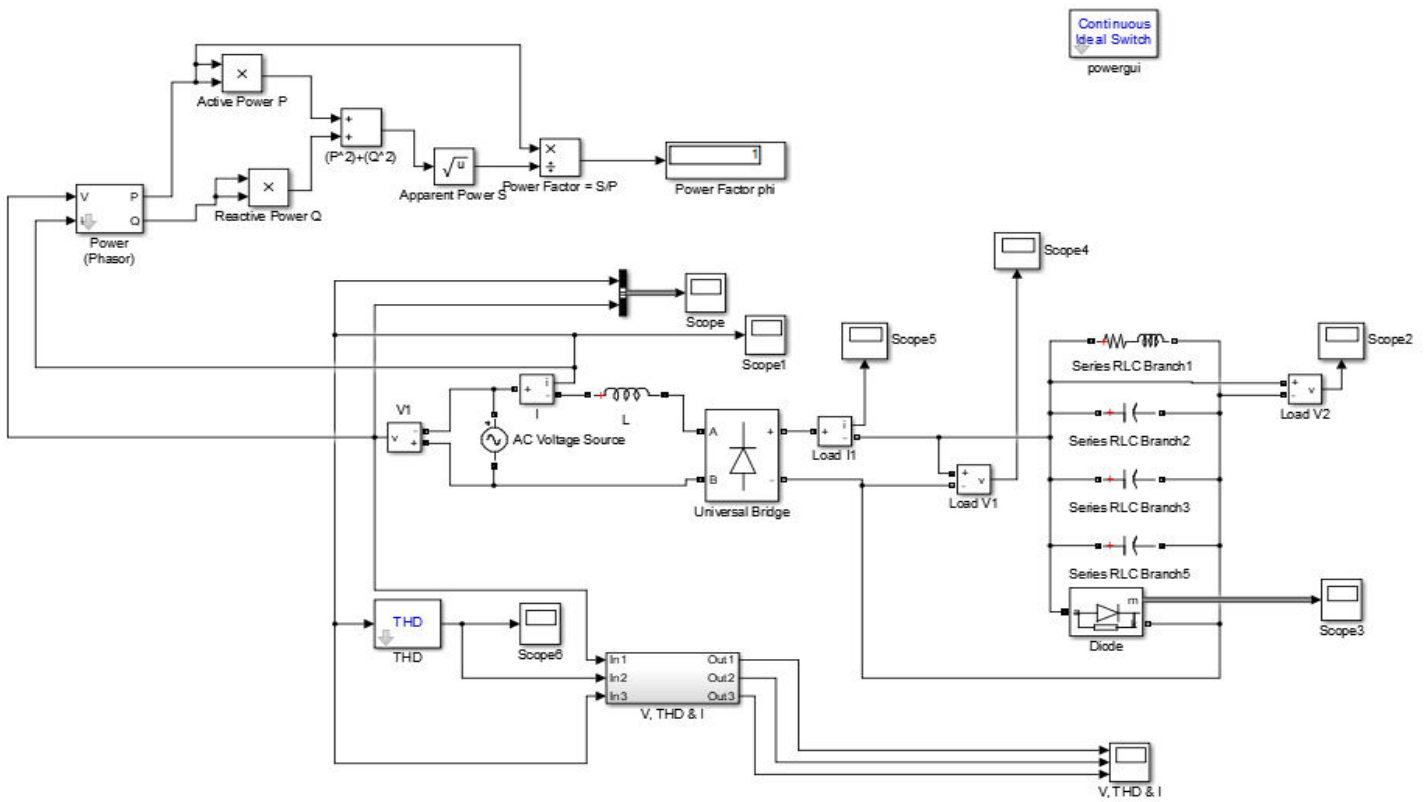 Continuous
Ideal Switch
powergui
×
Active Power P
+
+
(P^2)+(Q^2)
√u
Apparent Power S
×
÷
Power Factor = S/P
1
Power Factor phi
V
P
I
Q
Power
(Phasor)
×
Reactive Power Q
Scope
Scope1
Scope4
Scope5
Scope2
Series RLC Branch1
+
-
v
Load V2
V1
v
-
+
+
i
-
I
L
AC Voltage Source
A
B
+
-
Universal Bridge
+
i
-
Load I1
+
-
v
Load V1
Series RLC Branch2
Series RLC Branch3
Series RLC Branch5
a
m
k
Diode
Scope3
THD
THD
Scope6
In1
Out1
In2
Out2
In3
Out3
V, THD & I
V, THD & I